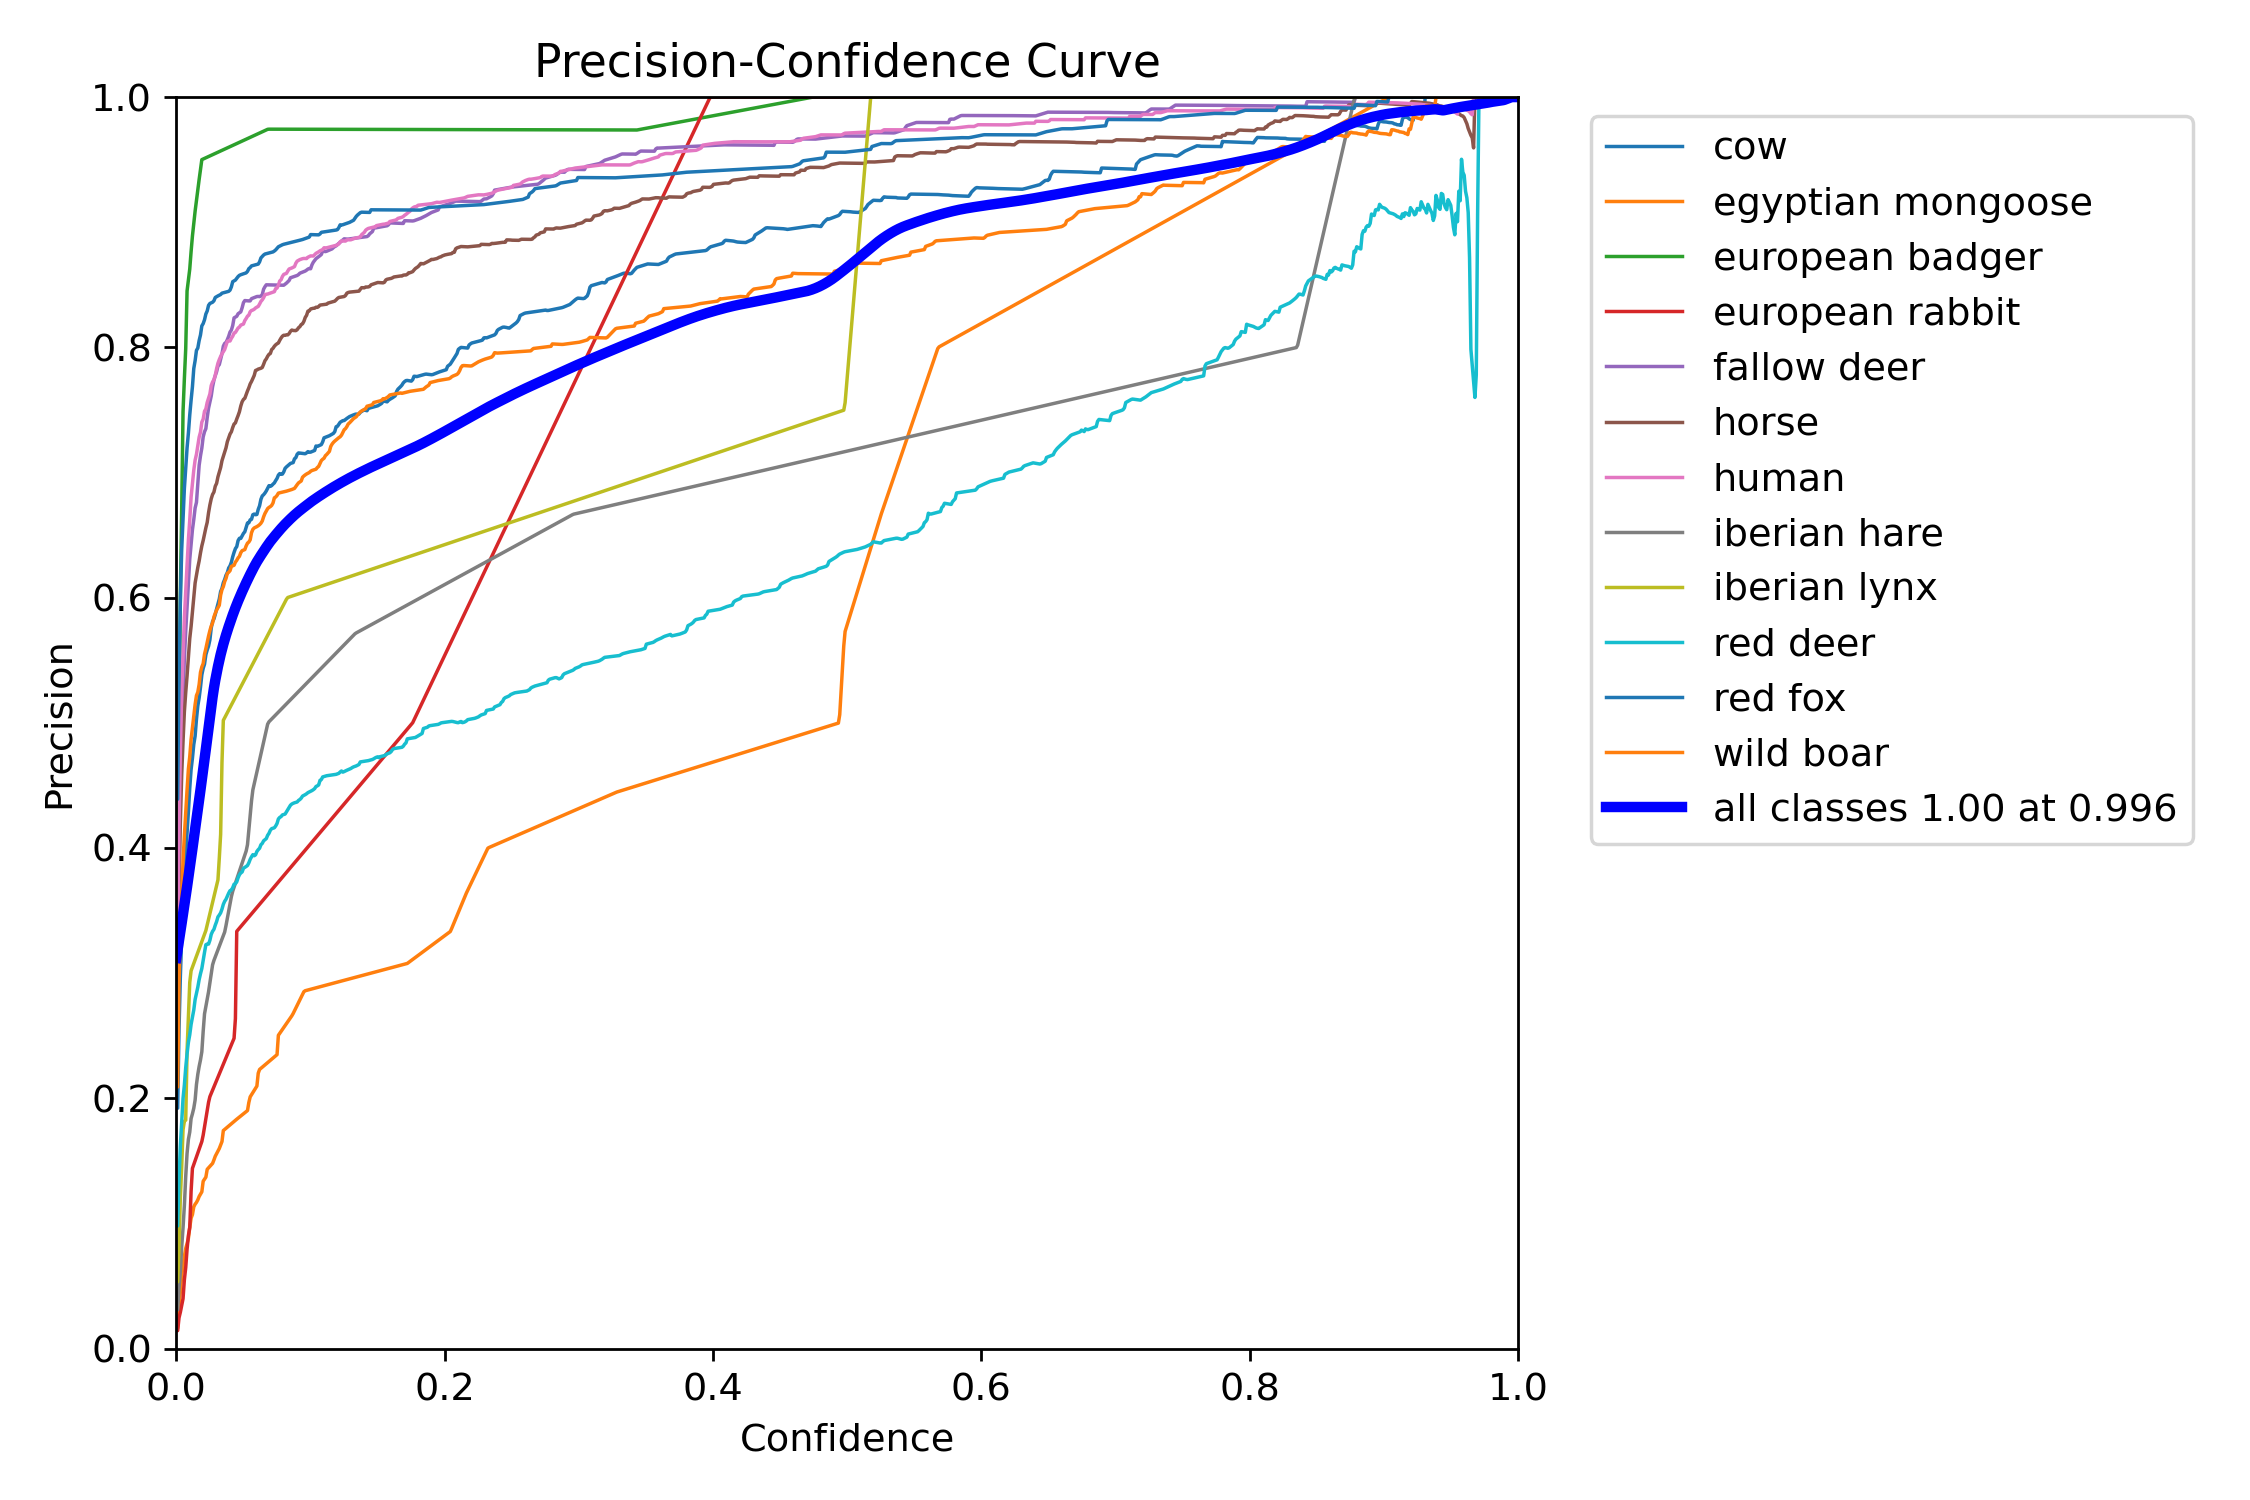 Precision-Confidence Curve
1.0
0.8
0.6
0.4
0.2
0.0
Precision
0.0 0.2 0.4 0.6 0.8 1.0
Confidence
cow
egyptian mongoose
european badger
european rabbit
fallow deer
horse
human
iberian hare
iberian lynx
red deer
red fox
wild boar
all classes 1.00 at 0.996